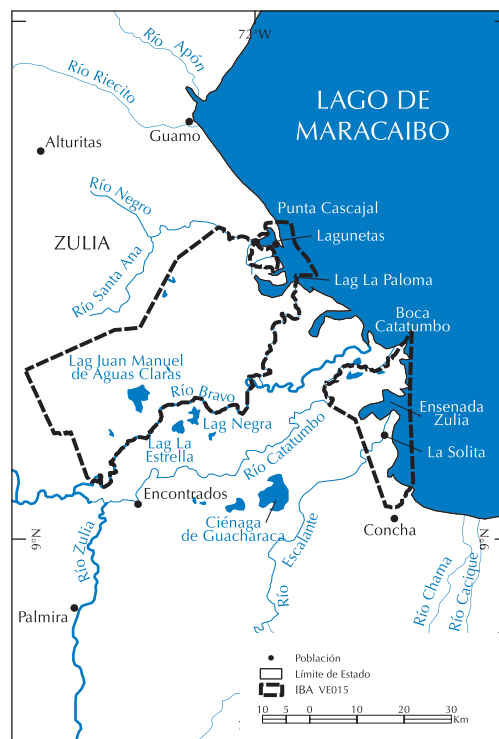 72°W
Río Apón
Río Riecito
LAGO DE
MARACAIBO
Guamo
Alturitas
Río Negro
Punta Cascajal
ZULIA
Lagunetas
Río Santa Ana
Lag La Paloma
Boca
Catatumbo
Lag Juan Manuel
de Aguas Claras
Río Bravo
Ensenada
Zulia
Lag Negra
Lag La
Estrella
La Solita
Río Catatumbo
Encontrados
Ciénaga
de Guacharaca
Concha
9°N
9°N
Río Zulia
Río Escalante
Río Chama
Río Cacique
Palmira
Población
Límite de Estado
IBA VE015
10 5 0 10 20 30
Km